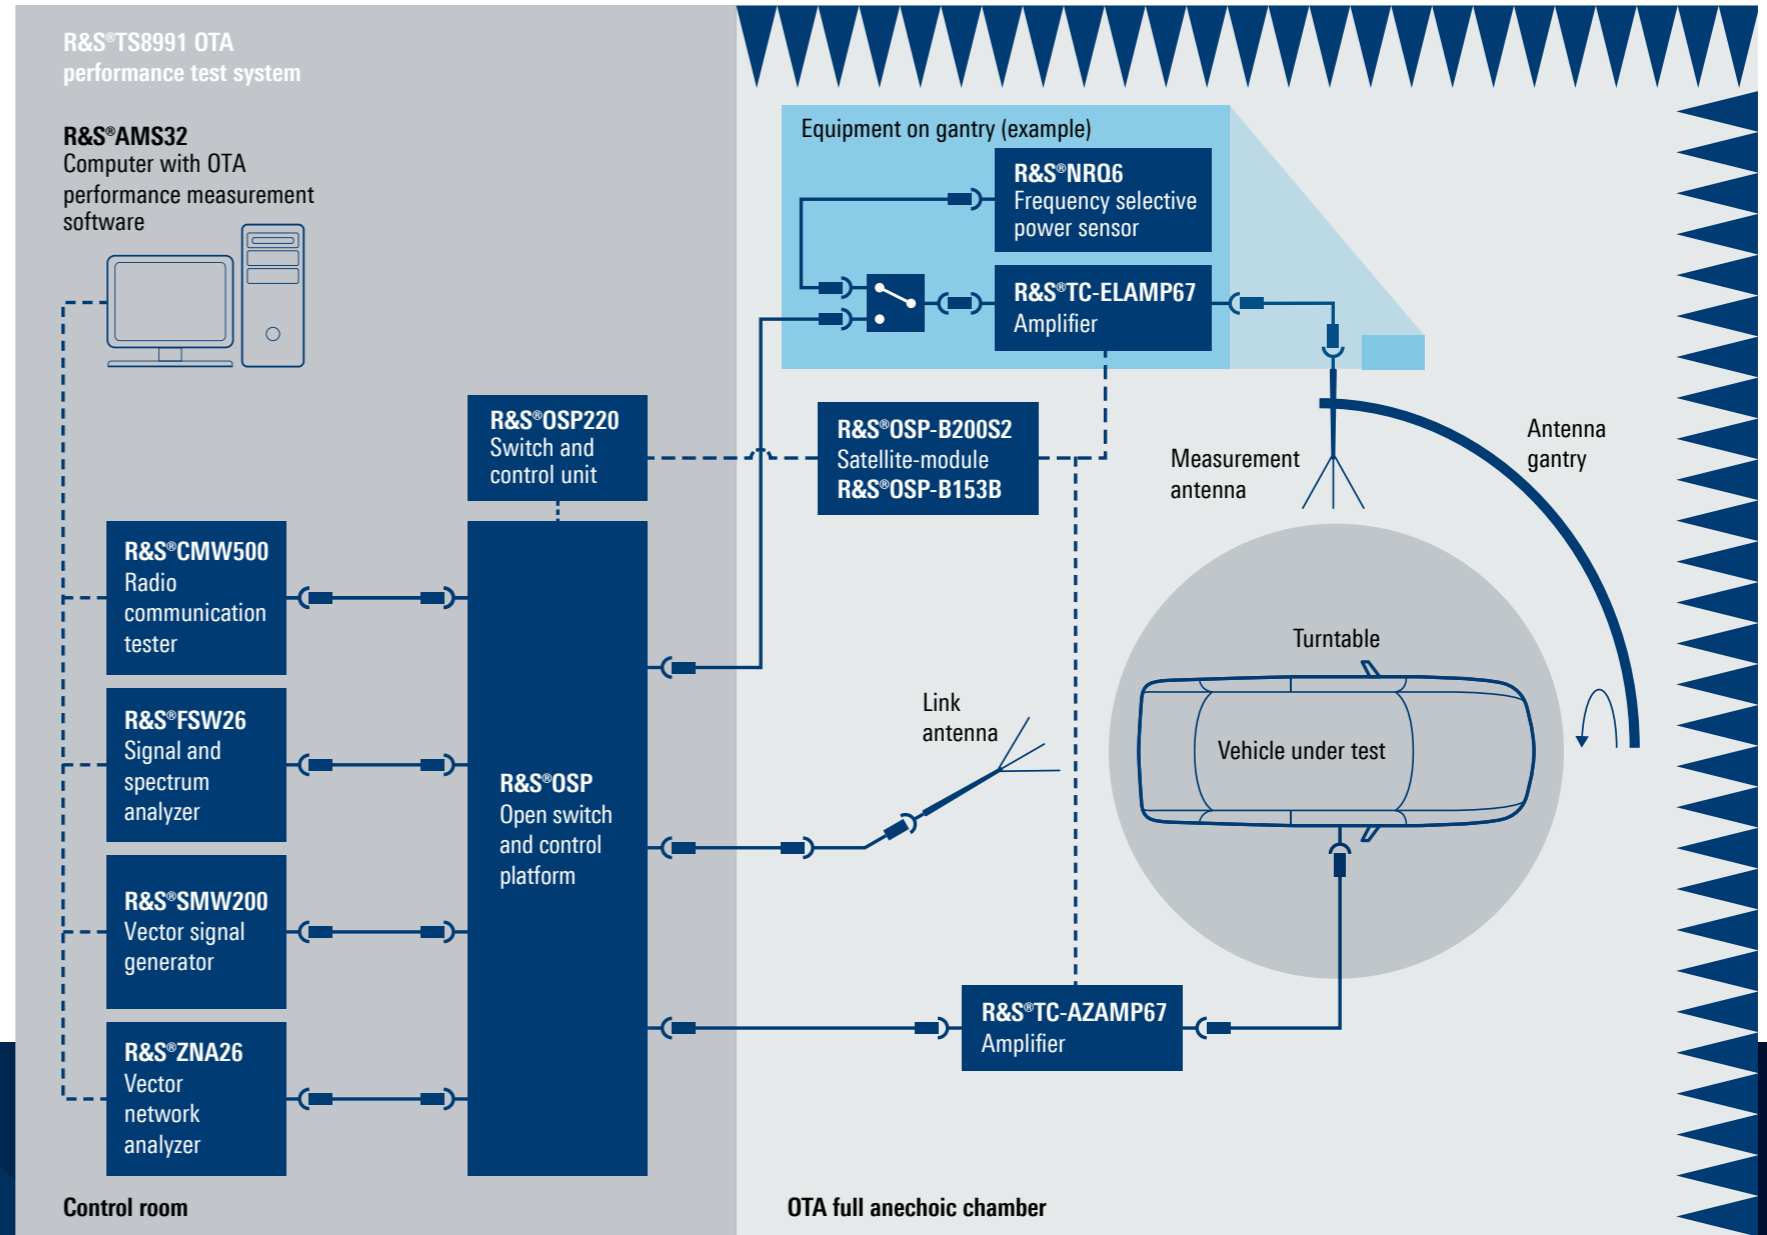 R&S®TS8991 OTA
performance test system
R&S®AMS32
Computer with OTA
performance measurement
software
Equipment on gantry (example)
R&S®NRQ6
Frequency selective
power sensor
R&S®TC-ELAMP67
Amplifier
R&S®OSP220
Switch and
control unit
R&S®OSP-B200S2
Satellite-module
R&S®OSP-B153B
Measurement
antenna
Antenna
gantry
R&S®CMW500
Radio
communication
tester
R&S®FSW26
Signal and
spectrum
analyzer
R&S®SMW200
Vector signal
generator
R&S®ZNA26
Vector
network
analyzer
R&S®OSP
Open switch
and control
platform
Link
antenna
Turntable
Vehicle under test
R&S®TC-AZAMP67
Amplifier
Control room
OTA full anechoic chamber